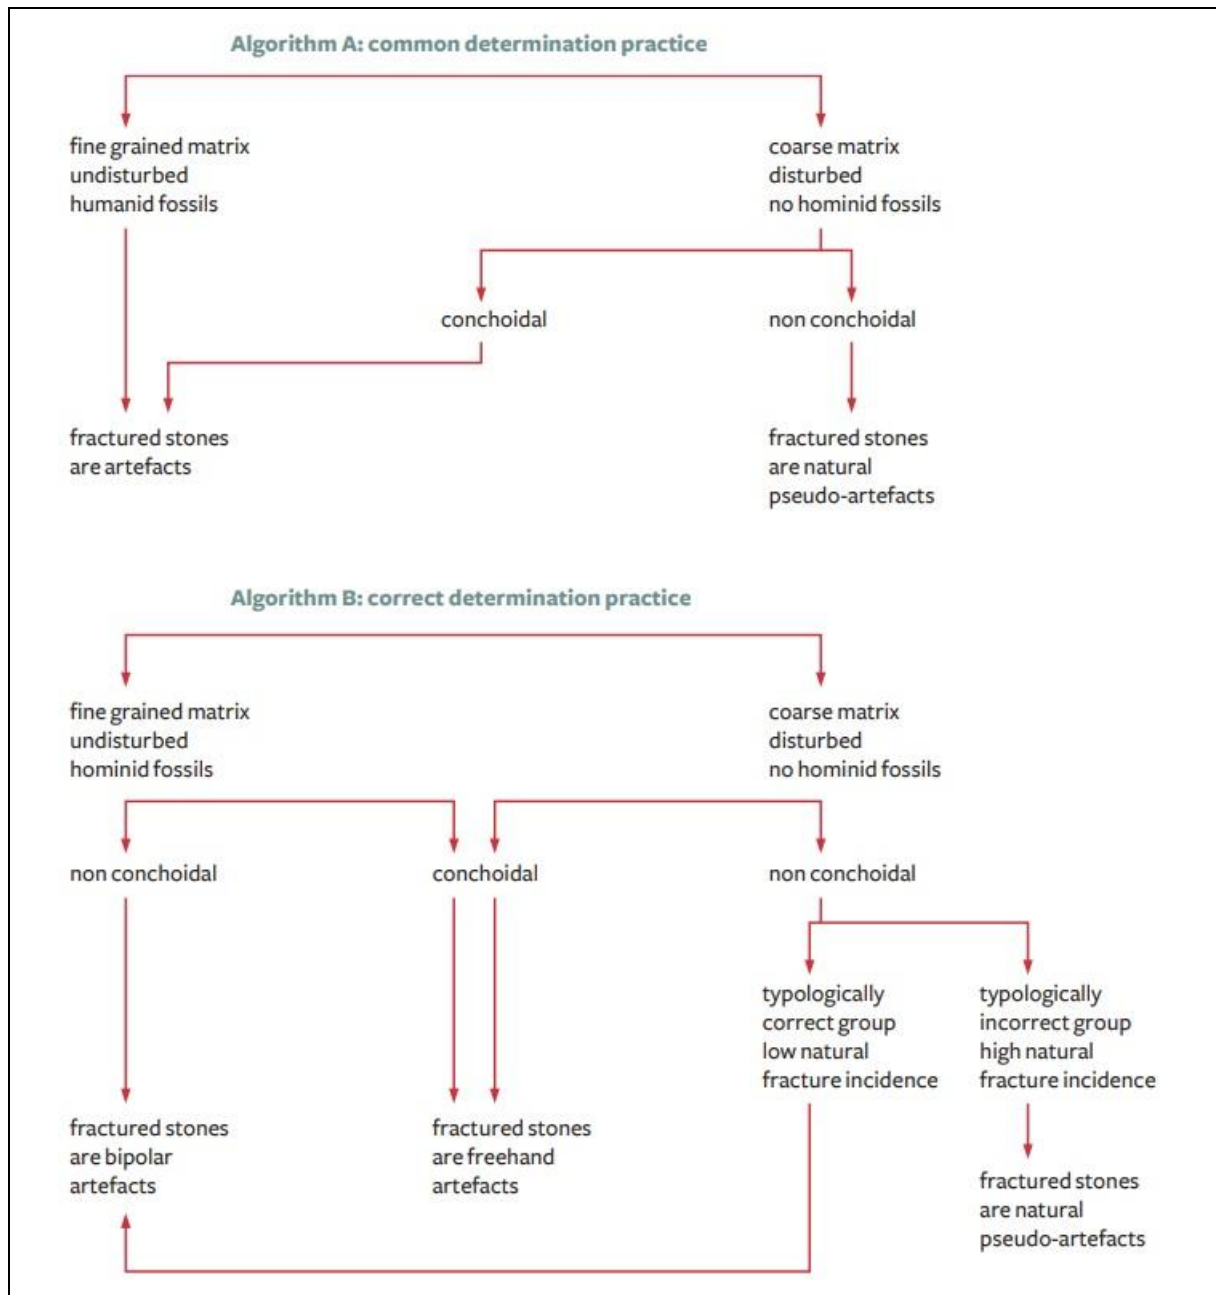 Algorithm A: common determination practice
fine grained matrix
undisturbed
humanid fossils
coarse matrix
disturbed
no hominid fossils
conchoidal
non conchoidal
fractured stones
are artefacts
fractured stones
are natural
pseudo-artefacts
Algorithm B: correct determination practice
fine grained matrix
undisturbed
hominid fossils
coarse matrix
disturbed
no hominid fossils
non conchoidal
conchoidal
non conchoidal
typologically
correct group
low natural
fracture incidence
typologically
incorrect group
high natural
fracture incidence
fractured stones
are bipolar
artefacts
fractured stones
are freehand
artefacts
fractured stones
are natural
pseudo-artefacts